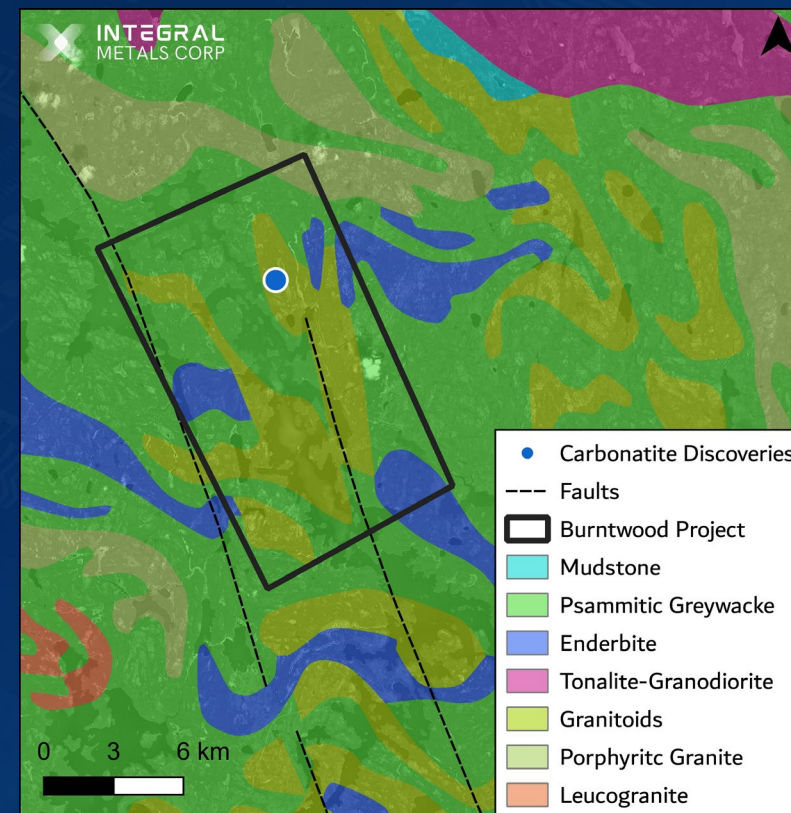 INTEGRAL
METALS CORP
Carbonatite Discoveries
Faults
Burntwood Project
Mudstone
Psammitic Greywacke
Enderbite
Tonalite-Granodiorite
Granitoids
Porphyritc Granite
Leucogranite
0 3 6 km